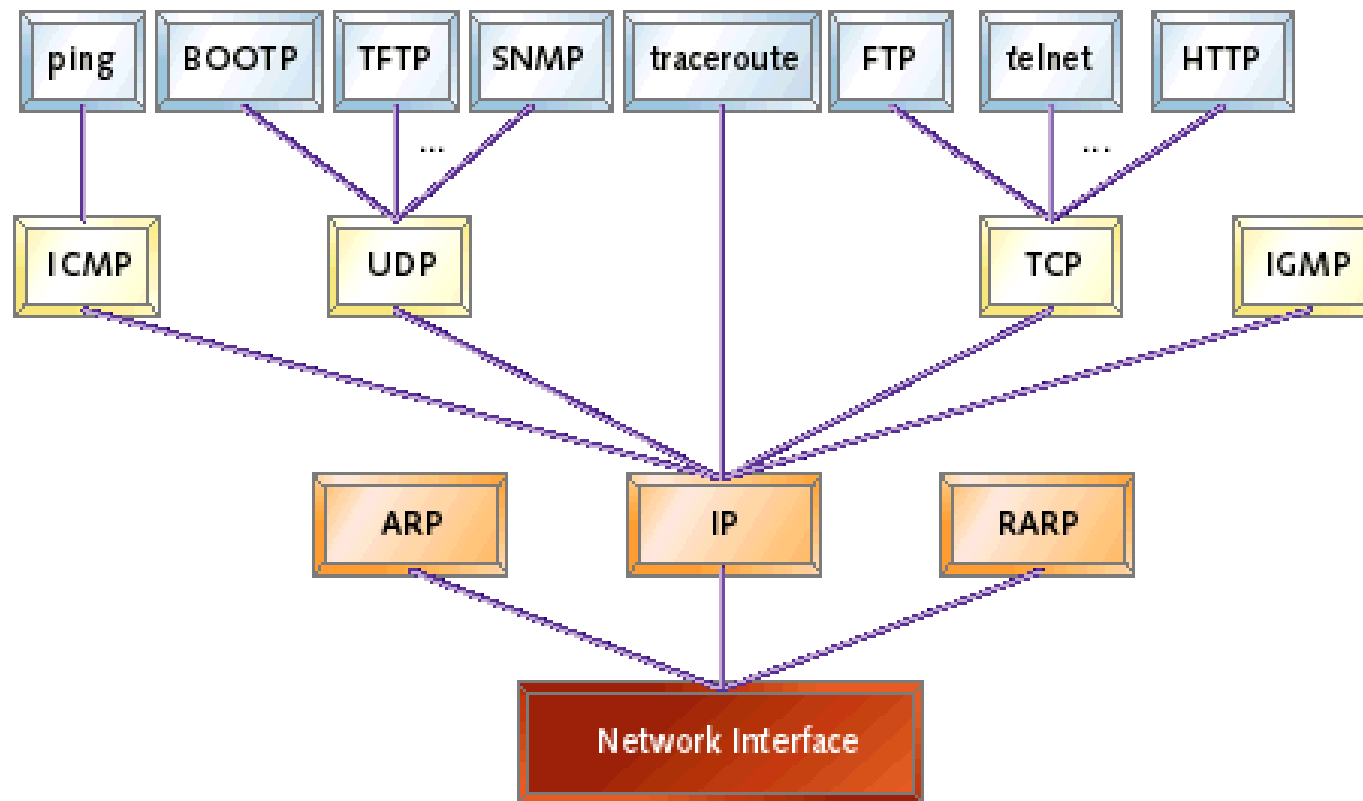 ping BOOTP TFTP SNMP traceroute FTP telnet HTTP
... ...
ICMP UDP TCP IGMP
ARP IP RARP
Network Interface